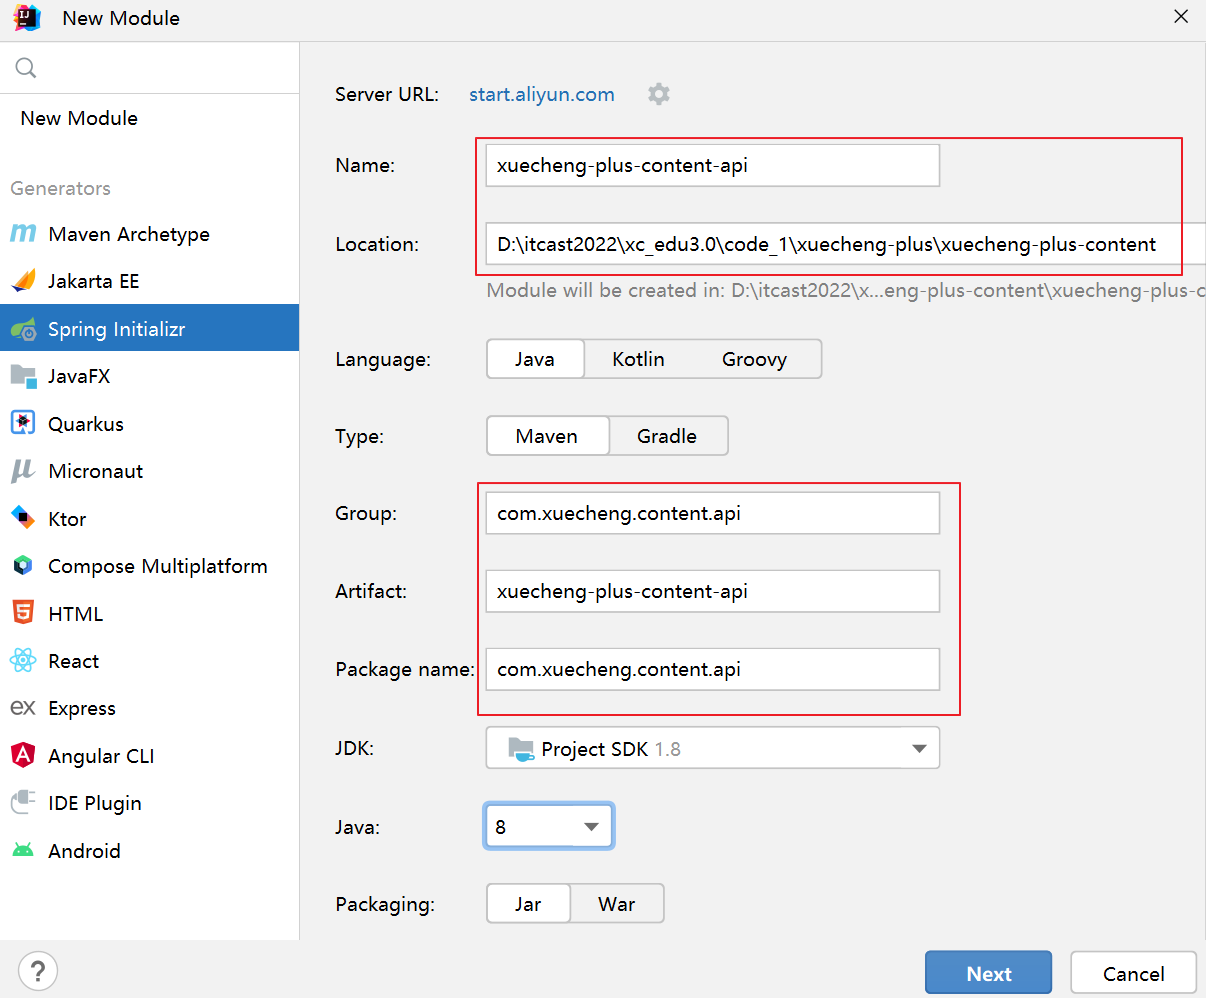 New Module
New Module
Generators
Maven Archetype
Jakarta EE
Spring Initializr
JavaFX
Quarkus
Micronaut
Ktor
Compose Multiplatform
HTML
React
Express
Angular CLI
IDE Plugin
Android
Server URL: start.aliyun.com
Name: xuecheng-plus-content-api
Location: D:\itcast2022\xc_edu3.0\code_1\xuecheng-plus\xuecheng-plus-content
Module will be created in: D:\itcast2022\x...eng-plus-content\xuecheng-plus-c
Language: Java Kotlin Groovy
Type: Maven Gradle
Group: com.xuecheng.content.api
Artifact: xuecheng-plus-content-api
Package name: com.xuecheng.content.api
JDK: Project SDK 1.8
Java: 8
Packaging: Jar War
? Next Cancel